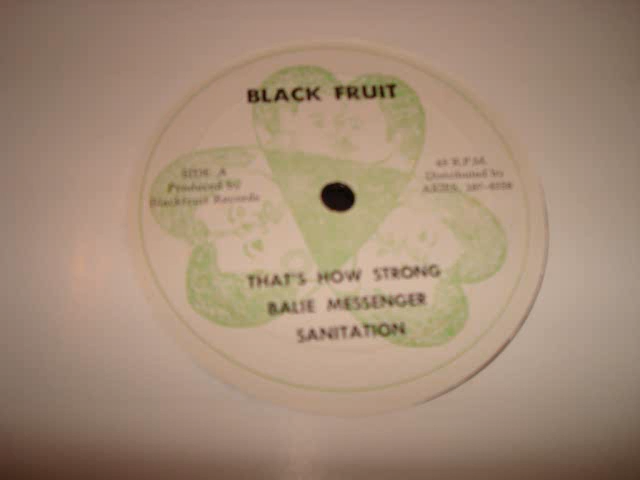 BLACK FRUIT
SIDE A
Produced by
Blackfruit Records
45 R.P.M.
Distributed by
THAT'S HOW STRONG
BALIE MESSENGER
SANITATION